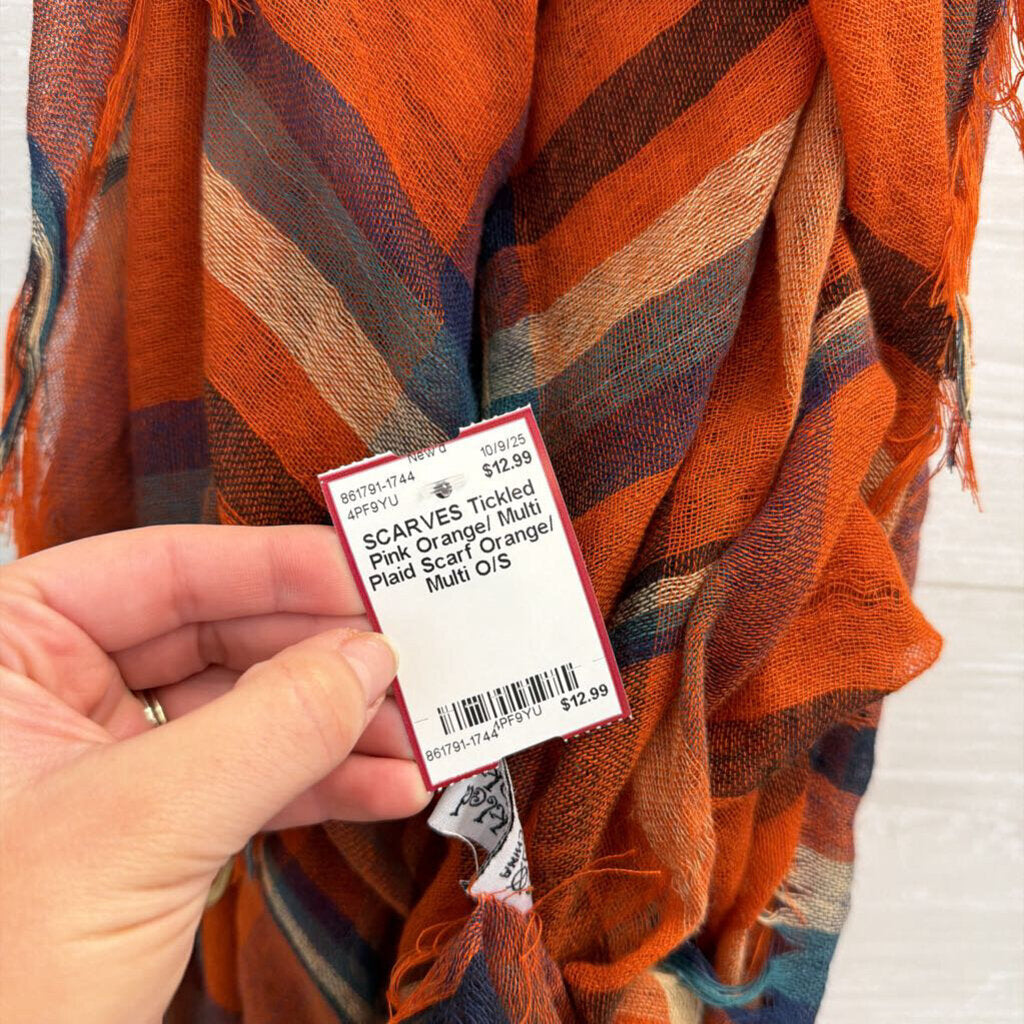 New'd
10/9/25
861791-1744
$12.99
4PF9YU
SCARVES Tickled
Pink Orange/ Multi
Plaid Scarf Orange/
Multi O/S
4PF9YU
$12.99
861791-1744
CHINA